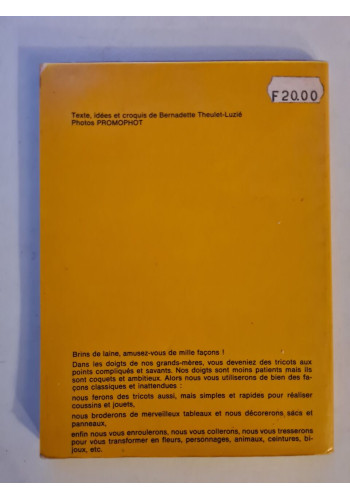 F20.00
Texte, idées et croquis de Bernadette Theulet-Luzié
Photos PROMOPHOT
Brins de laine, amusez-vous de mille façons !
Dans les doigts de nos grands-mères, vous deveniez des tricots aux
points compliqués et savants. Nos doigts sont moins patients mais ils
sont coquets et ambitieux. Alors nous vous utiliserons de bien des fa-
çons classiques et inattendues :
nous ferons des tricots aussi, mais simples et rapides pour réaliser
coussins et jouets,
nous broderons de merveilleux tableaux et nous décorerons, sacs et
panneaux,
enfin nous vous enroulerons, nous vous collerons, nous vous tresserons
pour vous transformer en fleurs, personnages, animaux, ceintures, bi-
joux, etc.